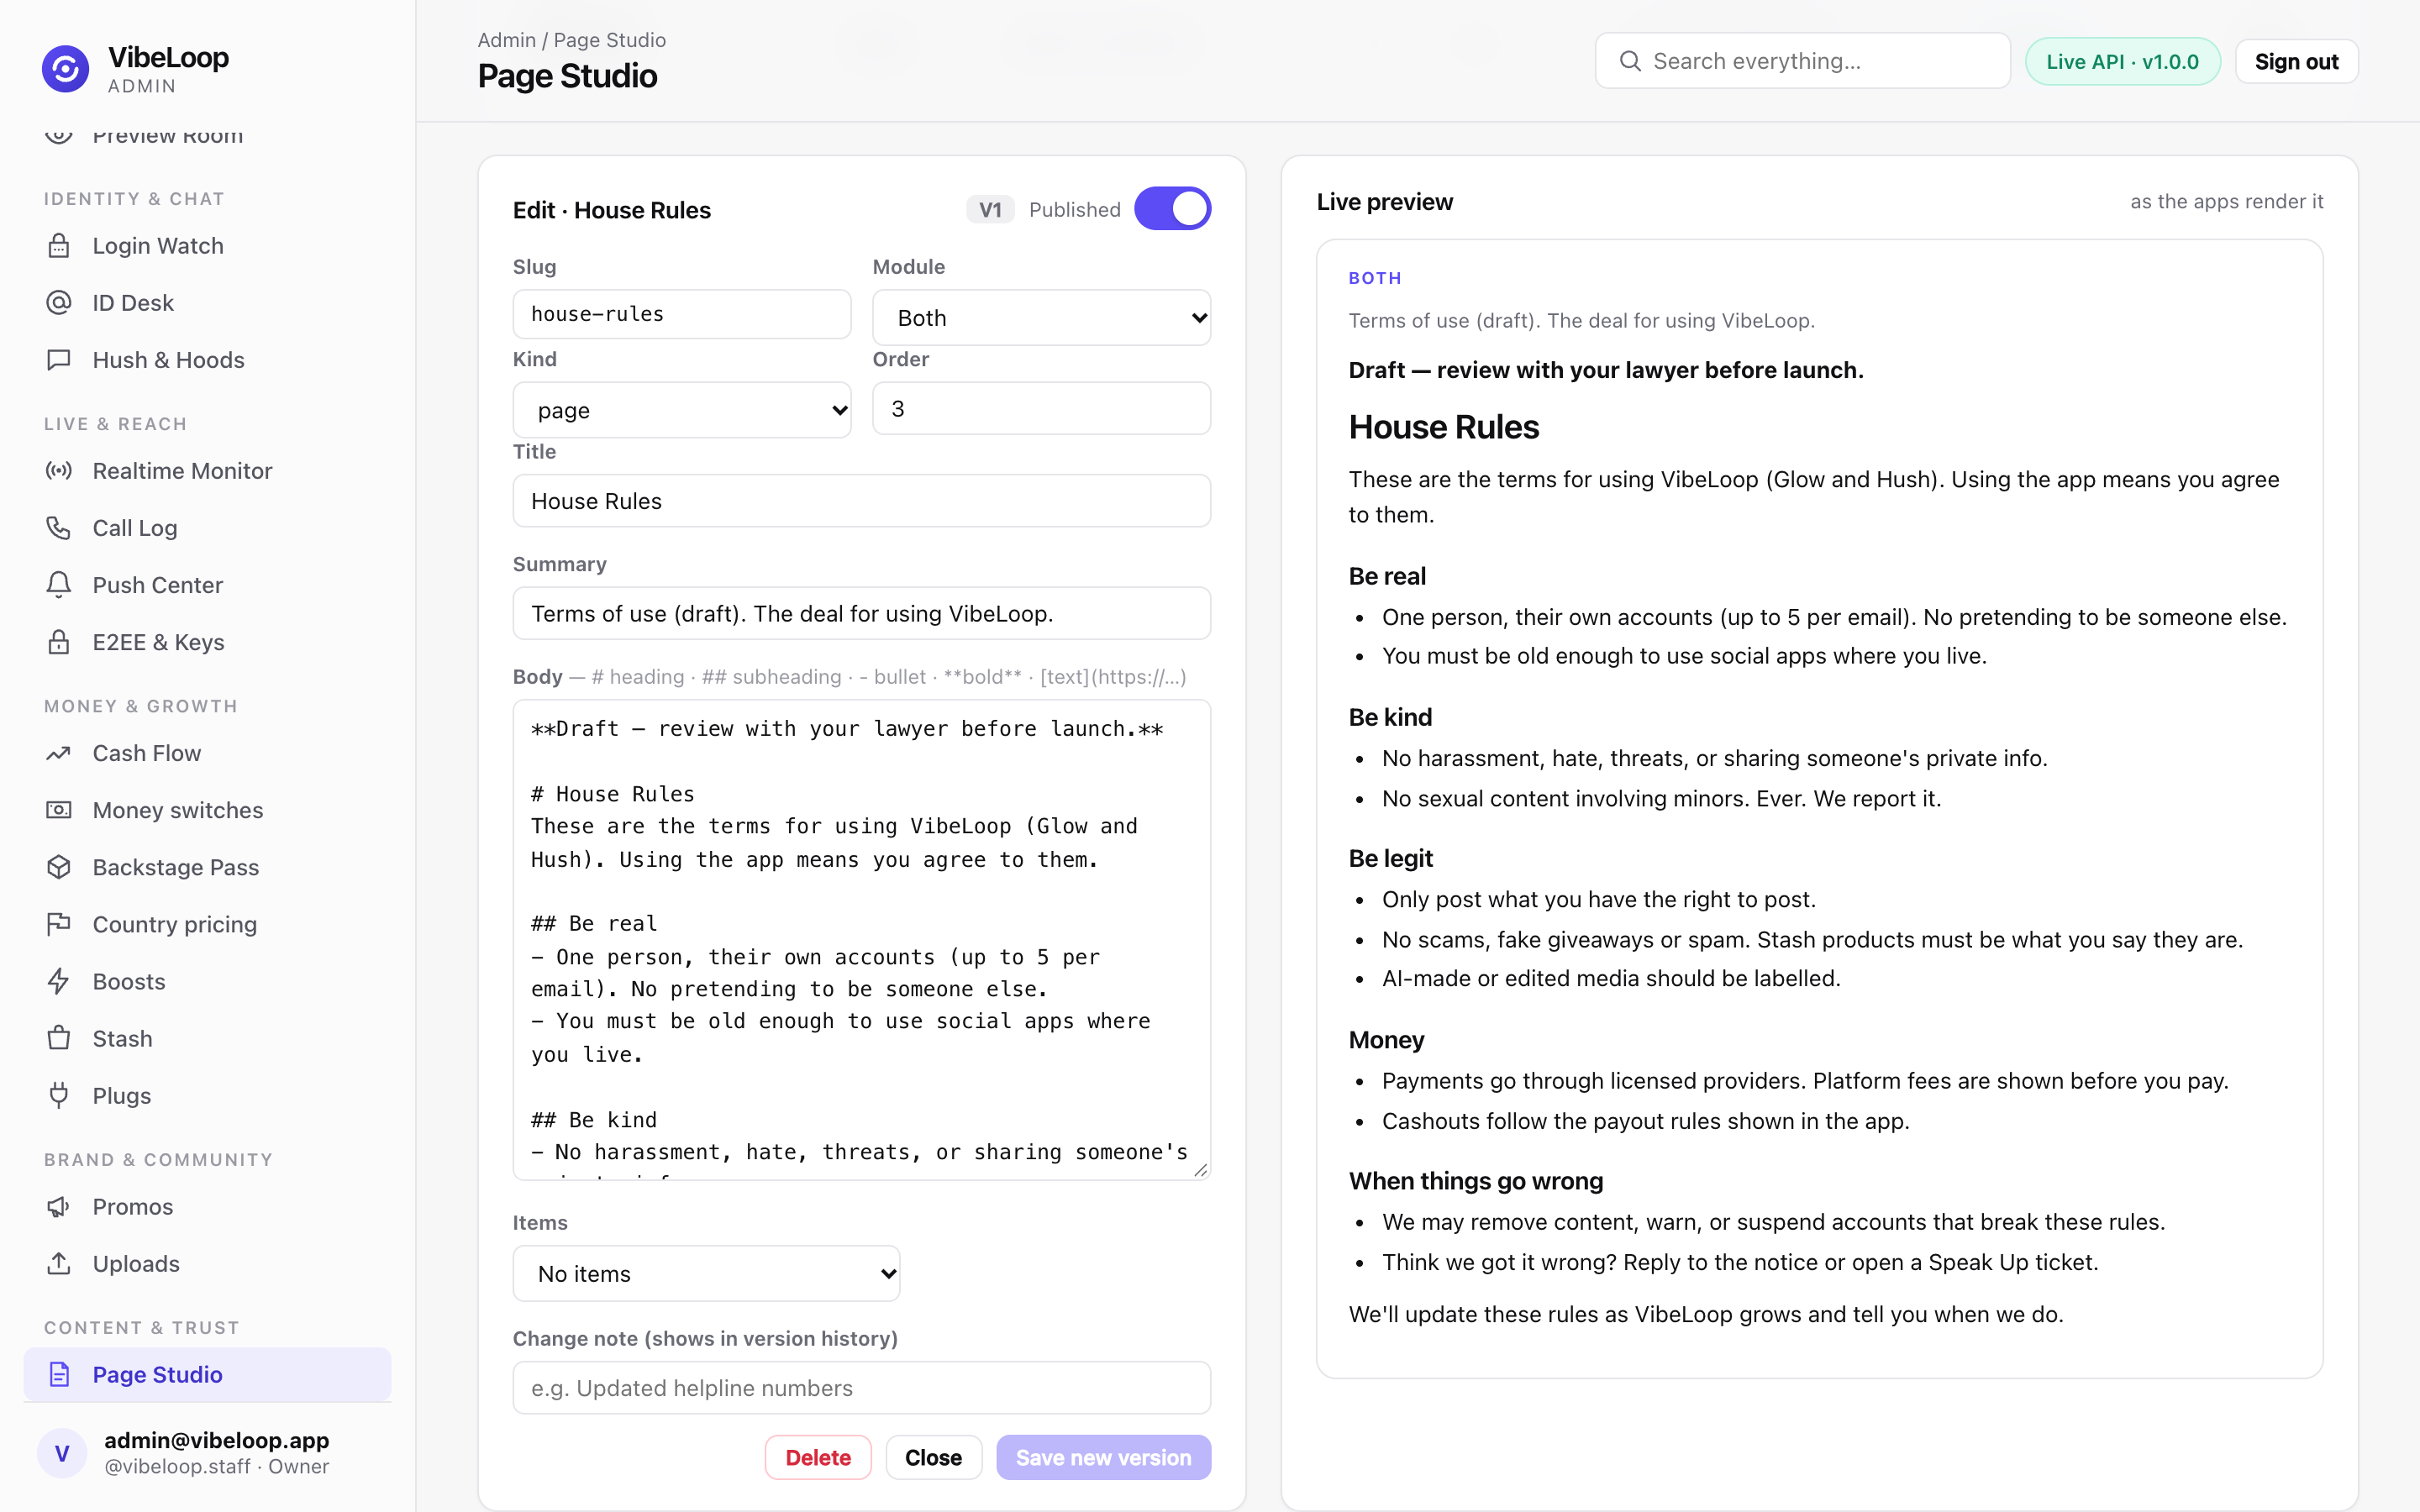 VibeLoop
ADMIN
Preview Room
IDENTITY & CHAT
Login Watch
ID Desk
Hush & Hoods
LIVE & REACH
Realtime Monitor
Call Log
Push Center
E2EE & Keys
MONEY & GROWTH
Cash Flow
Money switches
Backstage Pass
Country pricing
Boosts
Stash
Plugs
BRAND & COMMUNITY
Promos
Uploads
CONTENT & TRUST
Page Studio
V
admin@vibeloop.app
@vibeloop.staff · Owner
Admin / Page Studio
Page Studio
Search everything...
Live API · v1.0.0
Sign out
Edit · House Rules
V1
Published
Slug
Module
house-rules
Both
Kind
Order
page
3
Title
House Rules
Summary
Terms of use (draft). The deal for using VibeLoop.
Body — # heading · ## subheading · - bullet · **bold** · [text](https://...)
**Draft — review with your lawyer before launch.**
# House Rules
These are the terms for using VibeLoop (Glow and
Hush). Using the app means you agree to them.
## Be real
- One person, their own accounts (up to 5 per
email). No pretending to be someone else.
- You must be old enough to use social apps where
you live.
## Be kind
- No harassment, hate, threats, or sharing someone's
Items
No items
Change note (shows in version history)
e.g. Updated helpline numbers
Delete
Close
Save new version
Live preview
as the apps render it
BOTH
Terms of use (draft). The deal for using VibeLoop.
Draft — review with your lawyer before launch.
House Rules
These are the terms for using VibeLoop (Glow and Hush). Using the app means you agree
to them.
Be real
• One person, their own accounts (up to 5 per email). No pretending to be someone else.
• You must be old enough to use social apps where you live.
Be kind
• No harassment, hate, threats, or sharing someone's private info.
• No sexual content involving minors. Ever. We report it.
Be legit
• Only post what you have the right to post.
• No scams, fake giveaways or spam. Stash products must be what you say they are.
• AI-made or edited media should be labelled.
Money
• Payments go through licensed providers. Platform fees are shown before you pay.
• Cashouts follow the payout rules shown in the app.
When things go wrong
• We may remove content, warn, or suspend accounts that break these rules.
• Think we got it wrong? Reply to the notice or open a Speak Up ticket.
We'll update these rules as VibeLoop grows and tell you when we do.